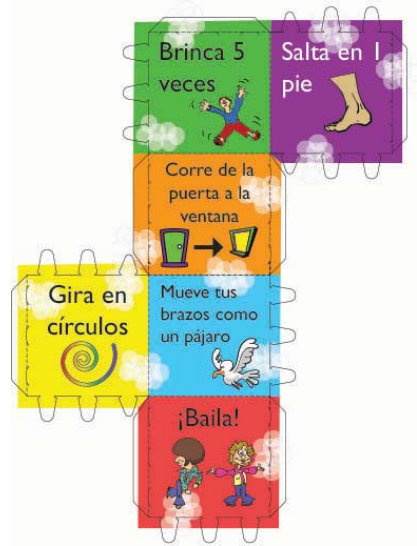 Brinca 5
veces
Salta en 1
pie
Corre de la
puerta a la
ventana
Gira en
círculos
Mueve tus
brazos como
un pájaro
¡Baila!